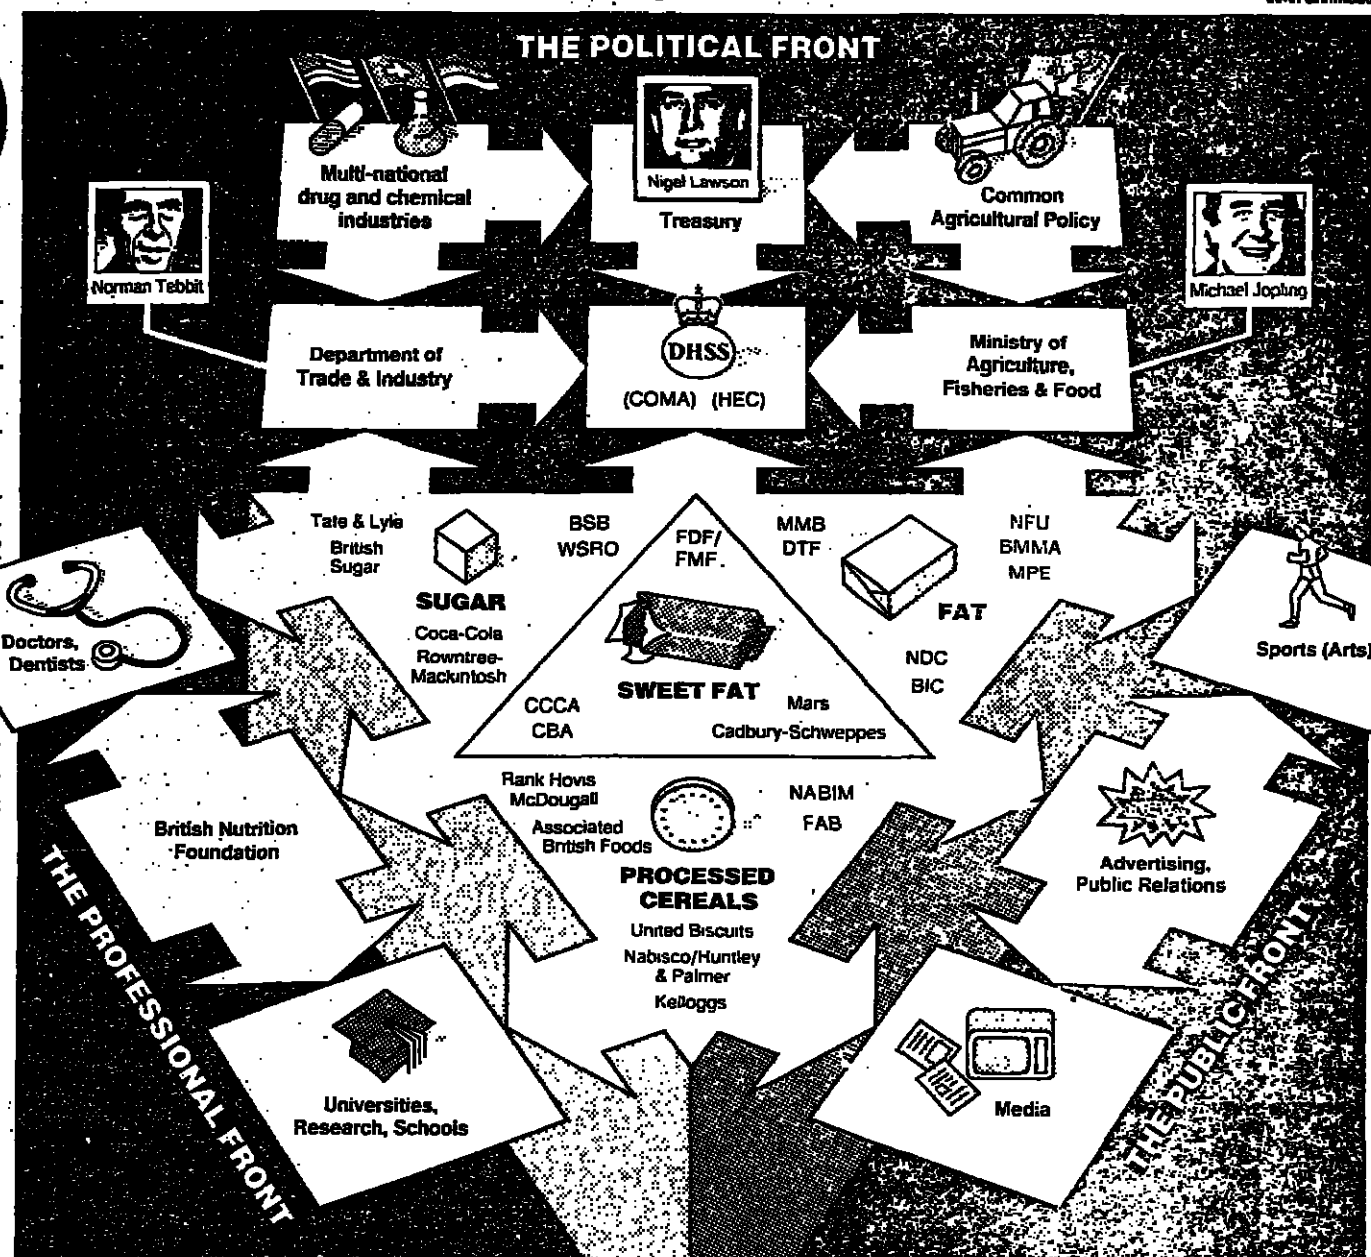 THE POLITICAL FRONT
Multi-national
drug and chemical
industries
Nigel Lawson
Treasury
Common
Agricultural Policy
Norman Tebbit
Michael Jopling
Department of
Trade & Industry
DHSS
(COMA) (HEC)
Ministry of
Agriculture,
Fisheries & Food
Tate & Lyle
British
Sugar
BSB
WSRO
SUGAR
Coca-Cola
Rowntree-
Mackintosh
FDF/
FMF
SWEET FAT
CCCA
CBA
Mars
Cadbury-Schweppes
MMB
DTF
NFU
BMMA
MPE
FAT
NDC
BIC
Doctors,
Dentists
Sports (Arts)
Rank Hovis
McDougall
Associated
British Foods
NABIM
FAB
PROCESSED
CEREALS
United Biscuits
Nabisco/Huntley
& Palmer
Kelloggs
British Nutrition
Foundation
Advertising,
Public Relations
Universities,
Research, Schools
Media
THE PROFESSIONAL FRONT
THE PUBLIC FRONT